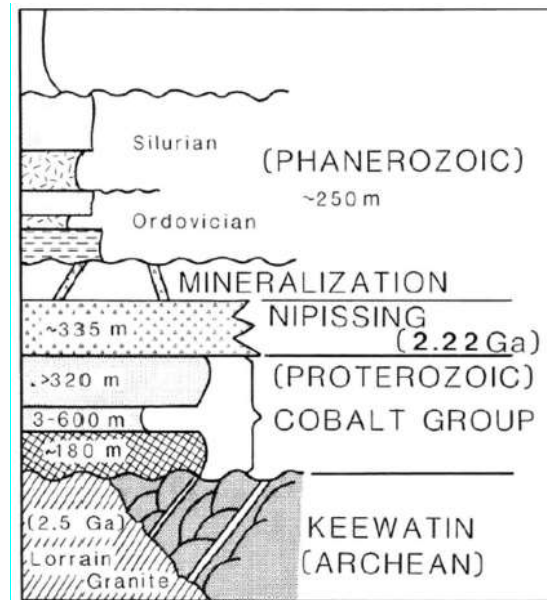 Silurian
(PHANEROZOIC)
~250 m
Ordovician
MINERALIZATION
NIPISSING
~335 m
(2.22 Ga)
>320 m
(PROTEROZOIC)
3-600 m
COBALT GROUP
~180 m
(2.5 Ga)
KEEWATIN
Lorrain
(ARCHEAN)
Granite